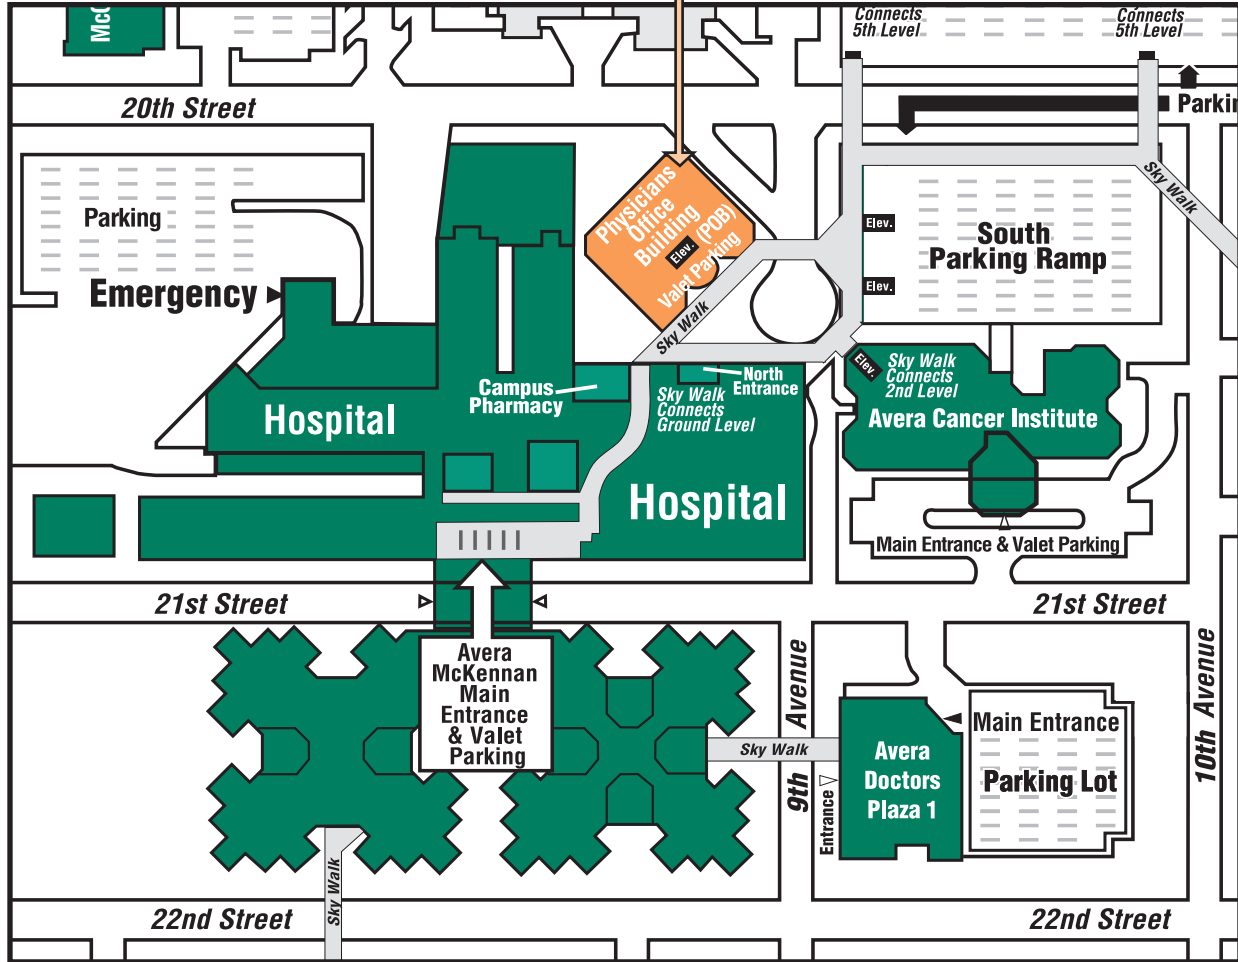 Connects
5th Level
Connects
5th Level
20th Street
Sky Walk
Parking
Emergency
Physicians
Office
Building
(POB)
Elev.
Valet Parking
Sky Walk
Elev.
Elev.
South
Parking Ramp
Elev.
Sky Walk
Connects
2nd Level
Avera Cancer Institute
North
Entrance
Campus
Pharmacy
Sky Walk
Connects
Ground Level
Hospital
Hospital
Main Entrance & Valet Parking
21st Street
21st Street
Avera
McKennan
Main
Entrance
& Valet
Parking
Sky Walk
9th Avenue
10th Avenue
Main Entrance
Parking Lot
Avera
Doctors
Plaza 1
Entrance
Sky Walk
22nd Street
22nd Street